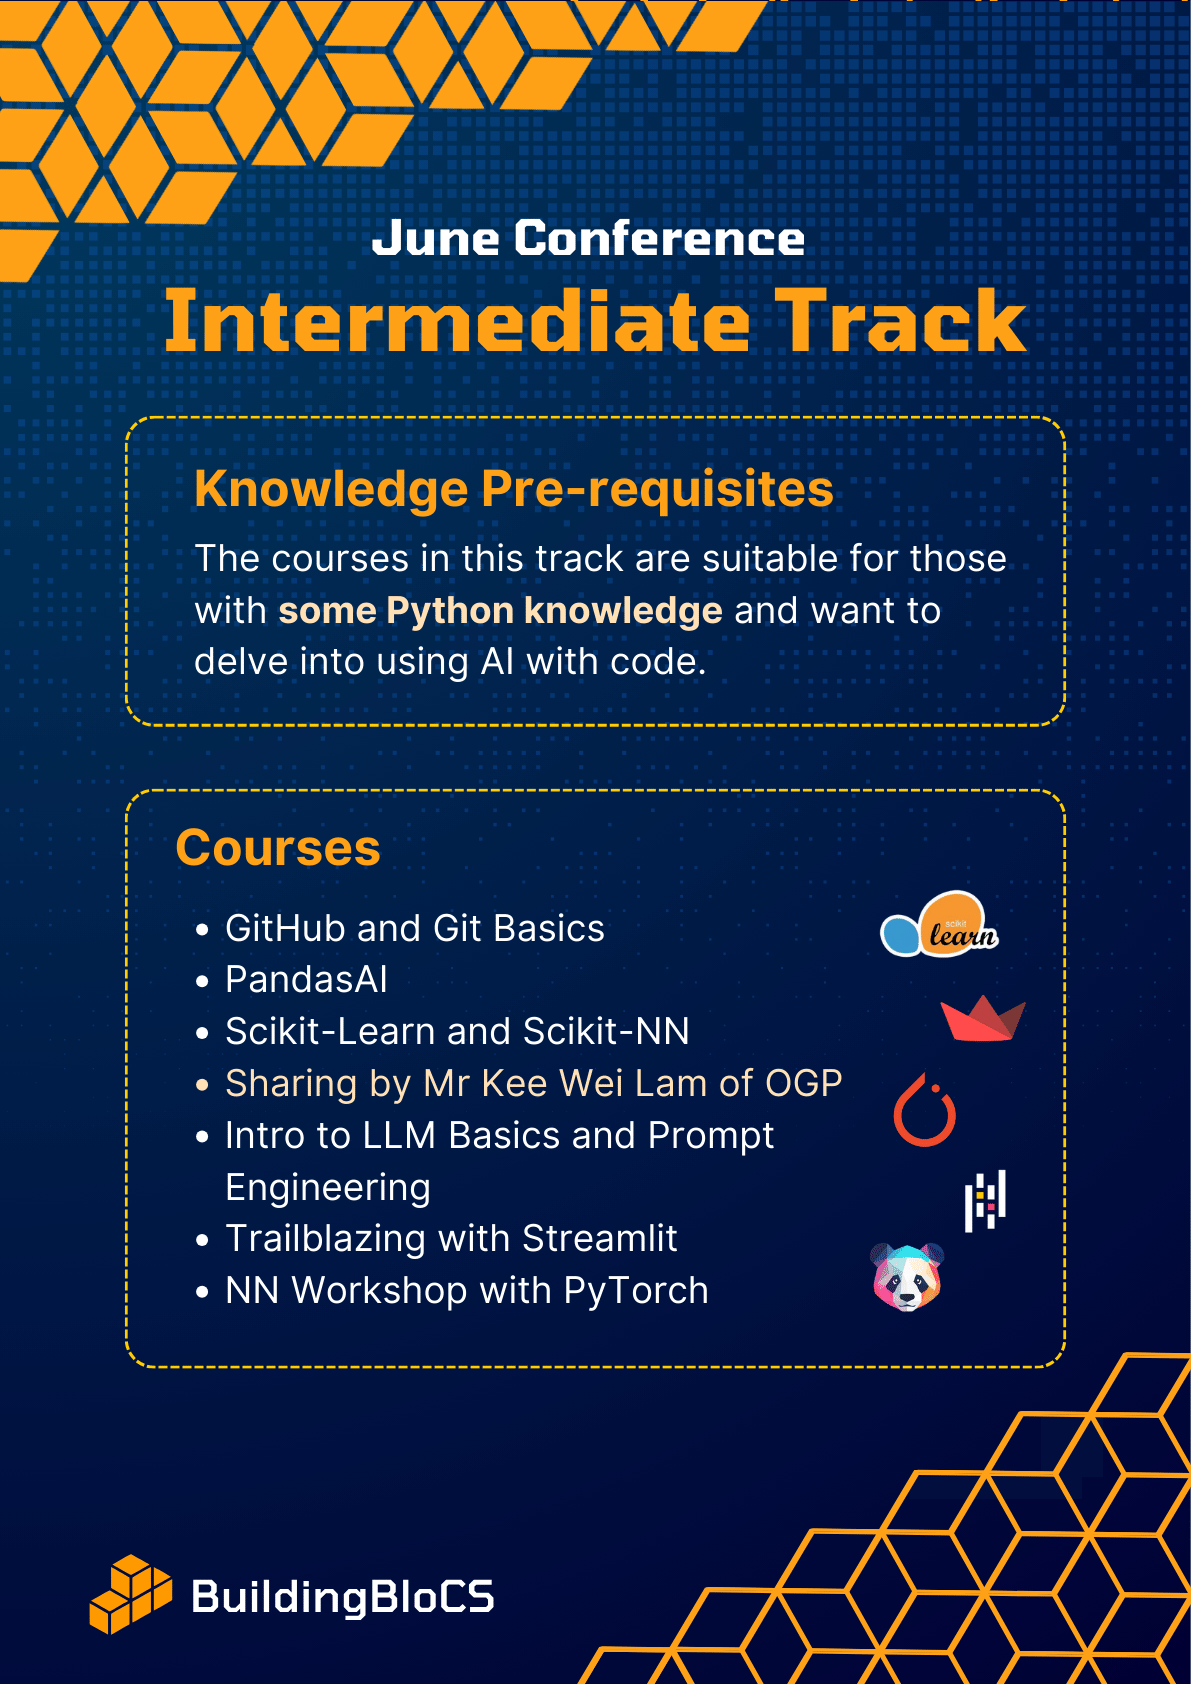 June Conference
Intermediate Track
Knowledge Pre-requisites
The courses in this track are suitable for those
with some Python knowledge and want to
delve into using AI with code.
Courses
• GitHub and Git Basics
• PandasAI
• Scikit-Learn and Scikit-NN
• Sharing by Mr Kee Wei Lam of OGP
• Intro to LLM Basics and Prompt
Engineering
• Trailblazing with Streamlit
• NN Workshop with PyTorch
scikit
learn
BuildingBloCS